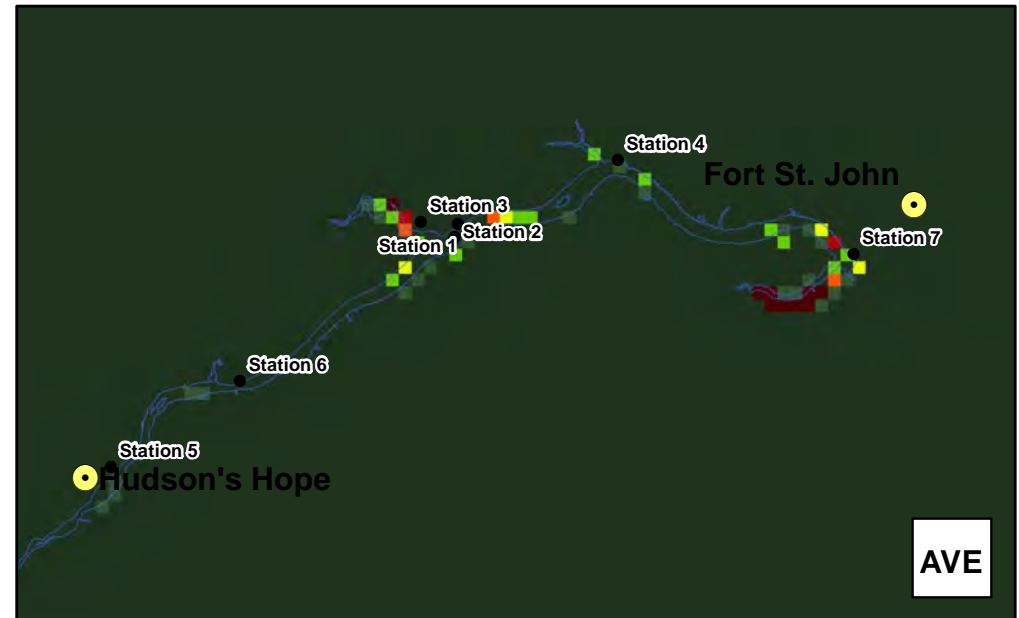 Station 4
Fort St. John
Station 3
Station 2
Station 1
Station 7
Station 6
Station 5
Hudson's Hope
AVE